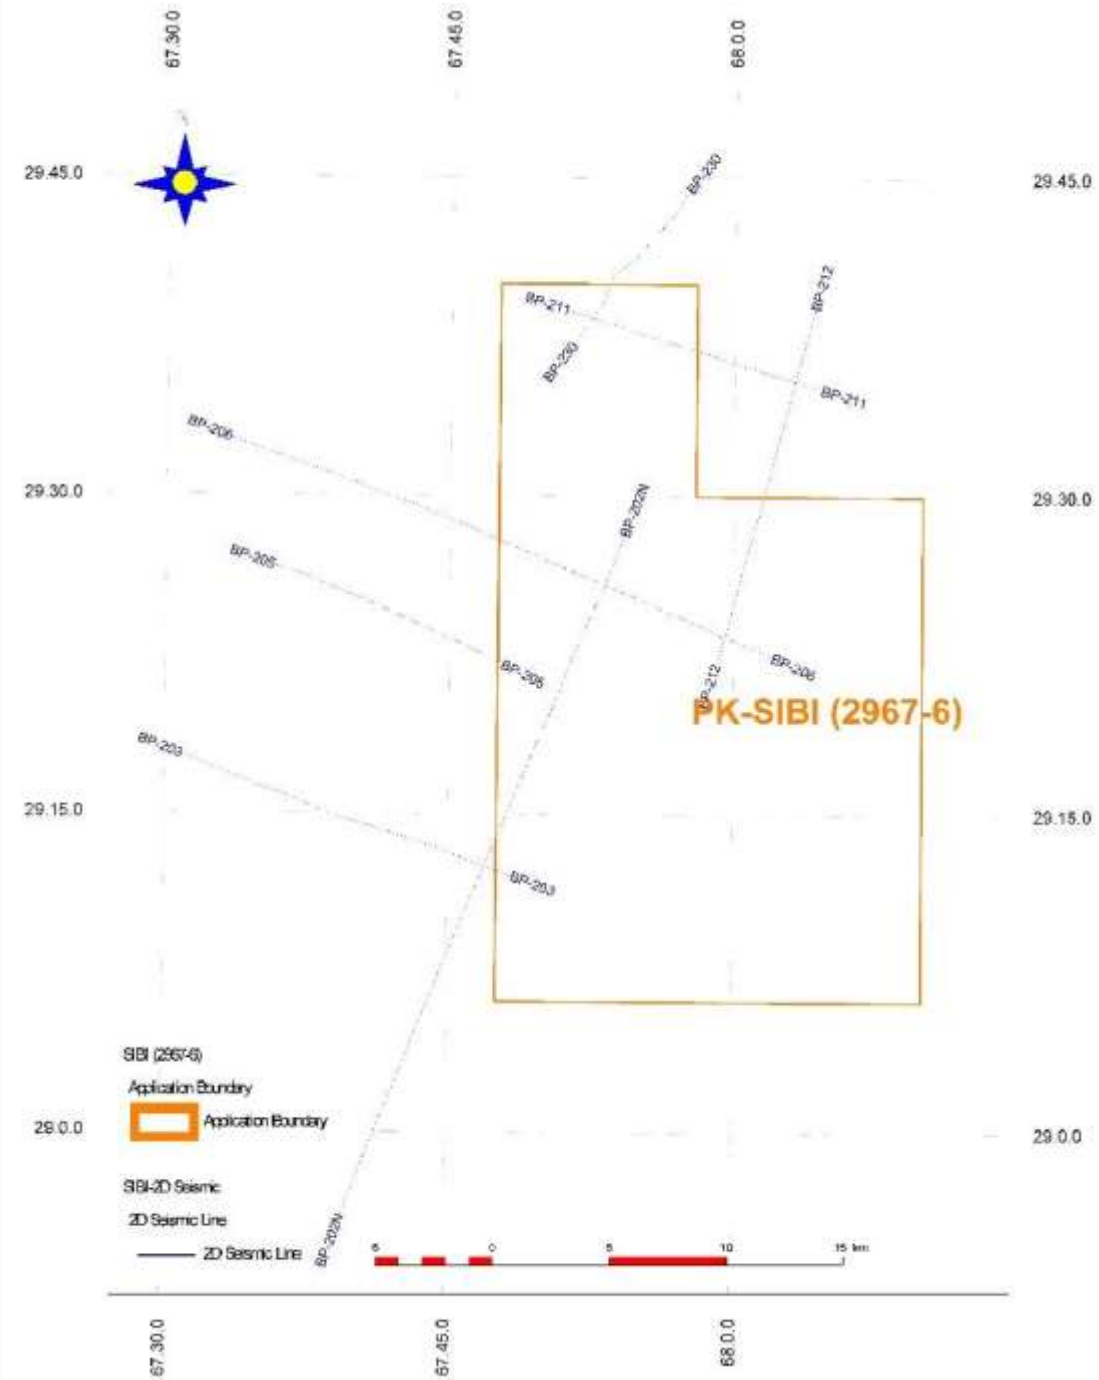 67.30.0
67.45.0
68.0.0
29.45.0
29.45.0
BP-230
BP-212
BP-211
BP-230
BP-211
BP-206
29.30.0
29.30.0
BP-202N
BP-205
BP-205
BP-206
BP-212
PK-SIBI (2967-6)
BP-203
29.15.0
29.15.0
BP-203
SIBI (2967-6)
Application Boundary
Application Boundary
29.0.0
29.0.0
SIBI-2D Seismic
2D Seismic Line
2D Seismic Line
BP-202N
5 0 5 10 15 km
67.30.0
67.45.0
68.0.0